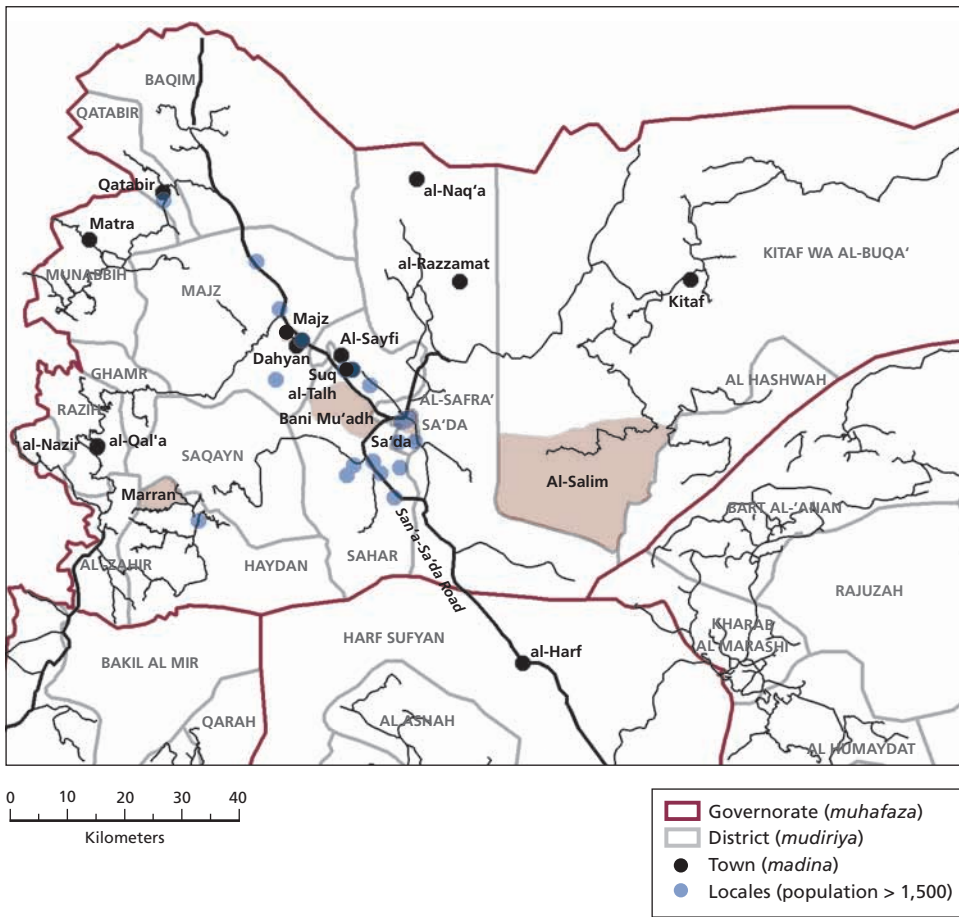 BAQIM
QATABIR
Qatabir
al-Naq‘a
Matra
MUNABBIH
MAJZ
al-Razzamat
KITAF WA AL-BUQA‘
Kitaf
Majz
Al-Sayfi
Dahyan
Suq
al-Talh
GHAMR
RAZIH
AL-SAFRA’
AL HASHWAH
Bani Mu‘adh
SA’DA
Sa‘da
al-Nazir
al-Qal'a
SAQAYN
Al-Salim
Marran
BART AL-‘ANAN
San‘a-Sa‘da Road
AL ZAHIR
HAYDAN
SAHAR
RAJUZAH
KHARAB
AL MARASHI
HARF SUFYAN
al-Harf
BAKIL AL MIR
QARAH
AL ASHAH
AL HUMAYDAT
0 10 20 30 40
Kilometers
Governorate (muhafaza)
District (mudiriya)
Town (madina)
Locales (population > 1,500)